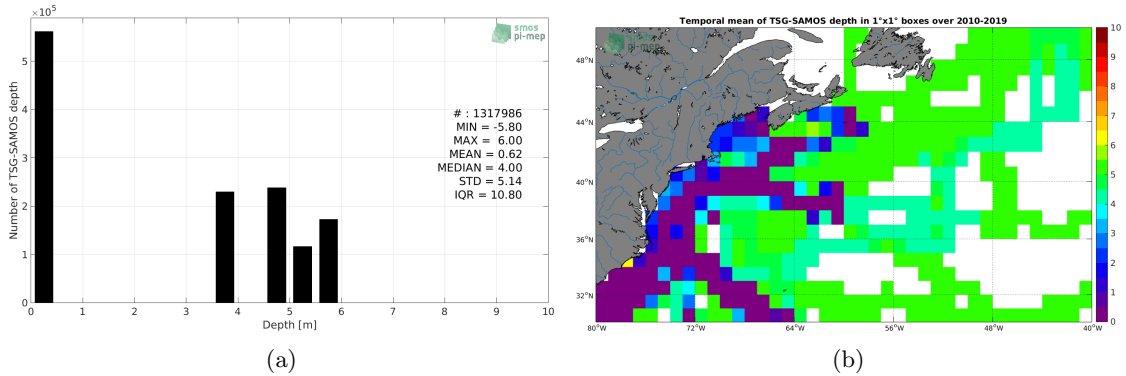 ×10⁵
smos
pi-mep
5
4
3
2
1
0
Number of TSG-SAMOS depth
# : 1317986
MIN = -5.80
MAX = 6.00
MEAN = 0.62
MEDIAN = 4.00
STD = 5.14
IQR = 10.80
0 1 2 3 4 5 6 7 8 9 10
Depth [m]
(a)
Temporal mean of TSG-SAMOS depth in 1°x1° boxes over 2010-2019
smos
pi-mep
48°N
44°N
40°N
36°N
32°N
80°W 72°W 64°W 56°W 48°W 40°W
10
9
8
7
6
5
4
3
2
1
0
(b)